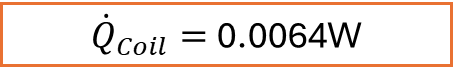 Q̇_Coil = 0.0064W